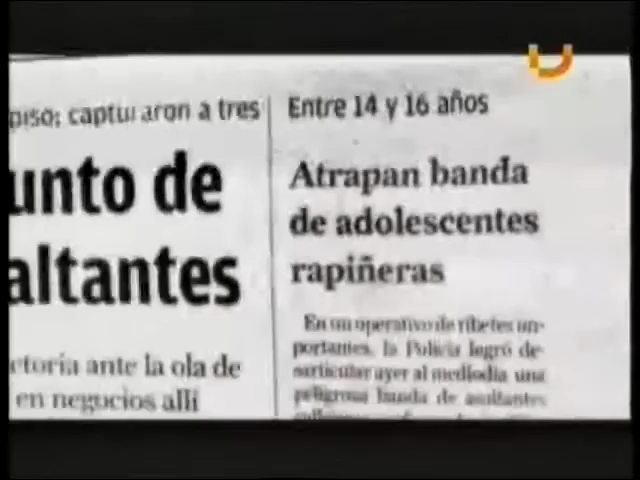 piso; capturaron a tres
unto de
altantes
ctoria ante la ola de
en negocios allí
Entre 14 y 16 años
Atrapan banda
de adolescentes
rapiñeras
En un operativo de ribetes im-
portantes, la Policía logró de-
sarticular ayer al mediodía una
peligrosa banda de asaltantes